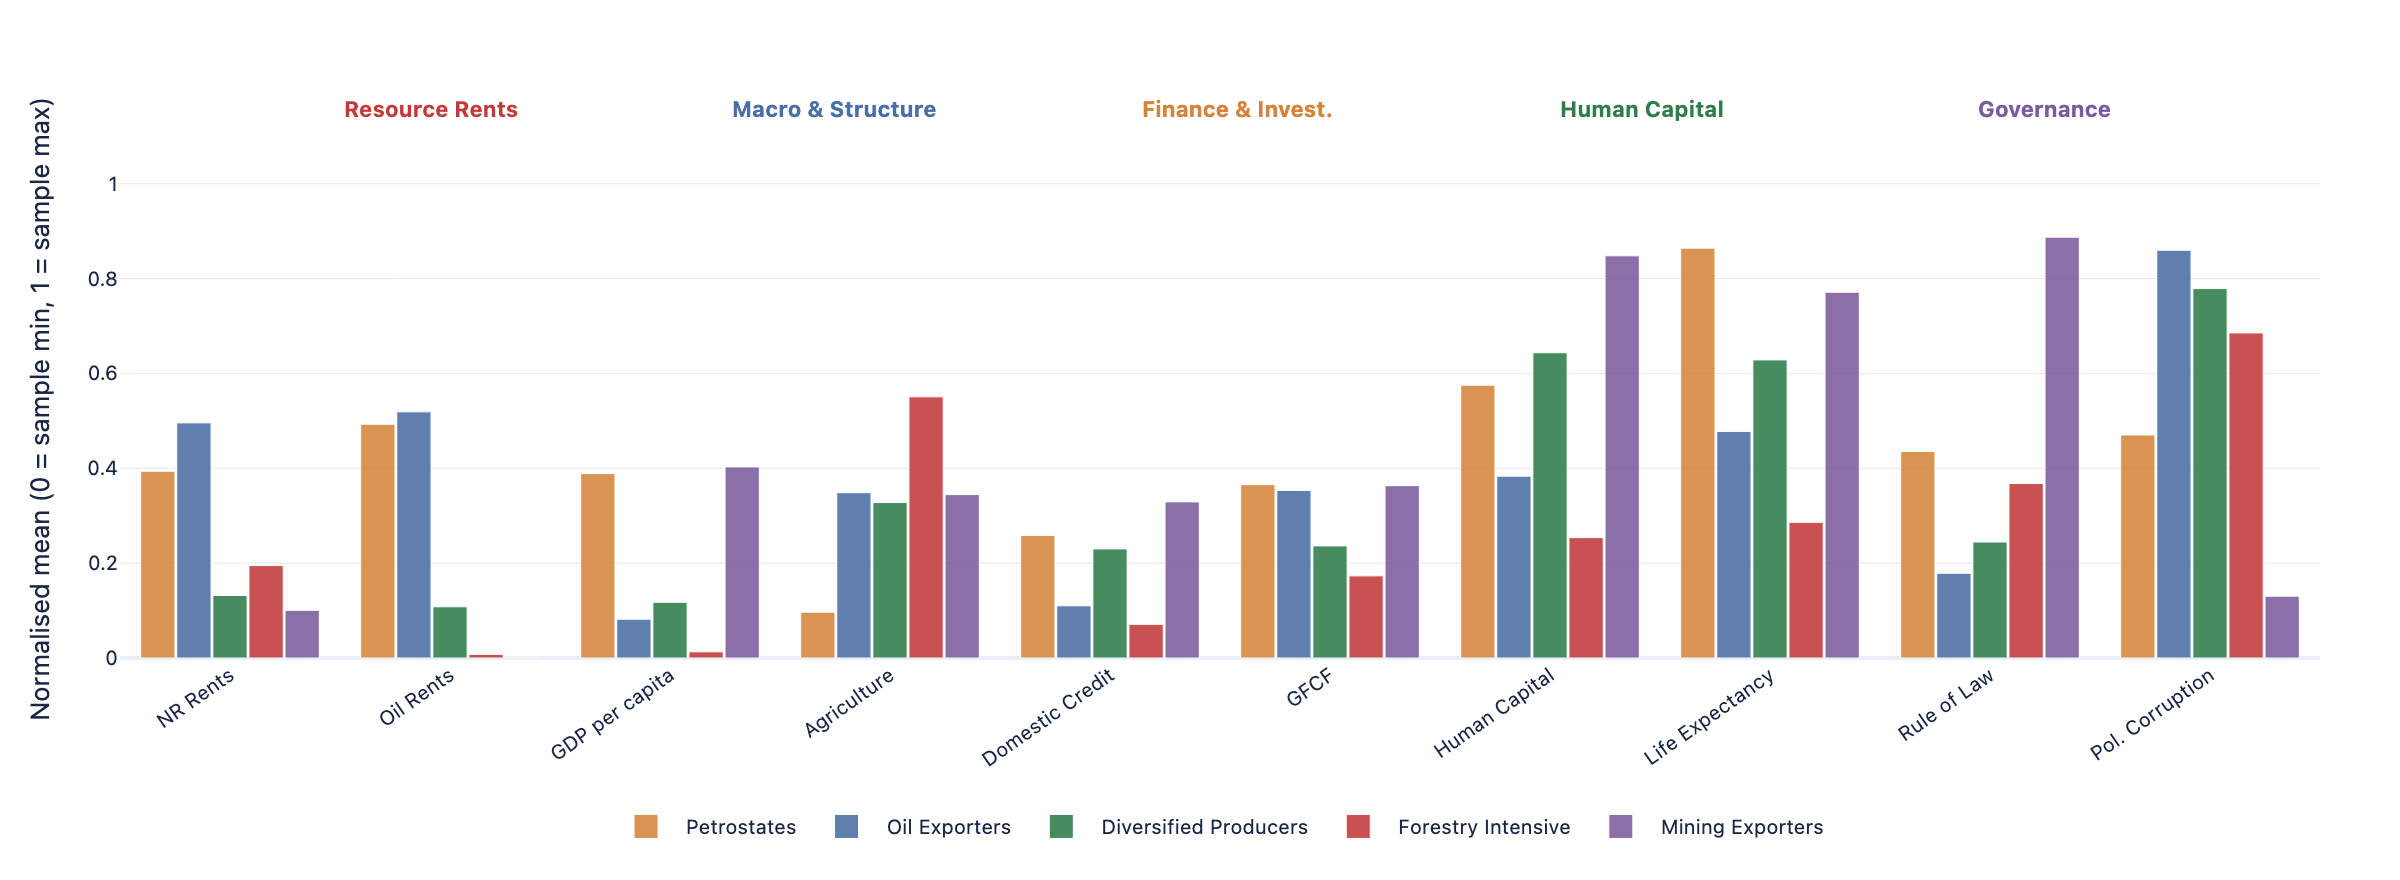 Resource Rents
Macro & Structure
Finance & Invest.
Human Capital
Governance
Normalised mean (0 = sample min, 1 = sample max)
1
0.8
0.6
0.4
0.2
0
NR Rents
Oil Rents
GDP per capita
Agriculture
Domestic Credit
GFCF
Human Capital
Life Expectancy
Rule of Law
Pol. Corruption
Petrostates
Oil Exporters
Diversified Producers
Forestry Intensive
Mining Exporters